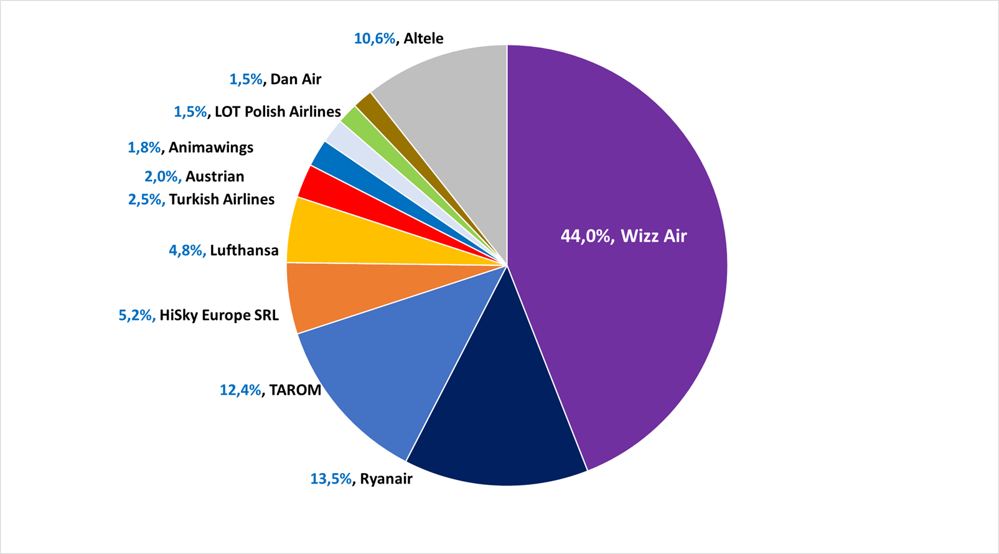 10,6%, Altele
1,5%, Dan Air
1,5%, LOT Polish Airlines
1,8%, Animawings
2,0%, Austrian
2,5%, Turkish Airlines
44,0%, Wizz Air
4,8%, Lufthansa
5,2%, HiSky Europe SRL
12,4%, TAROM
13,5%, Ryanair